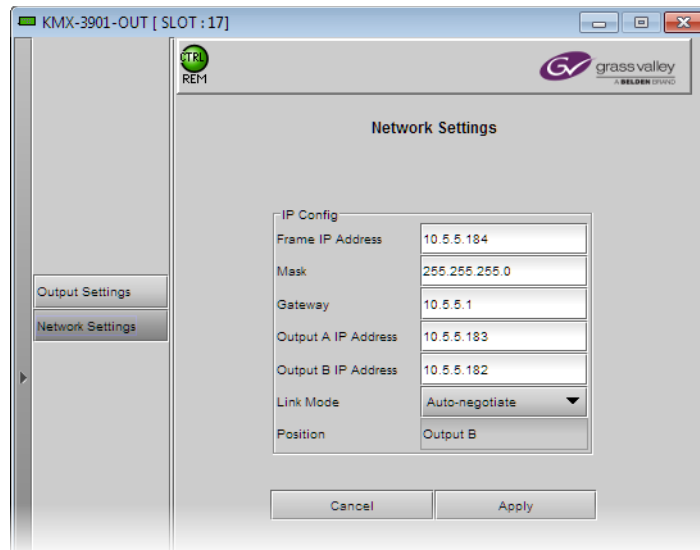 KMX-3901-OUT [ SLOT : 17]
CTRL
REM
GV grass valley
A BELDEN BRAND
Output Settings
Network Settings
Network Settings
IP Config
Frame IP Address 10.5.5.184
Mask 255.255.255.0
Gateway 10.5.5.1
Output A IP Address 10.5.5.183
Output B IP Address 10.5.5.182
Link Mode Auto-negotiate
Position Output B
Cancel Apply